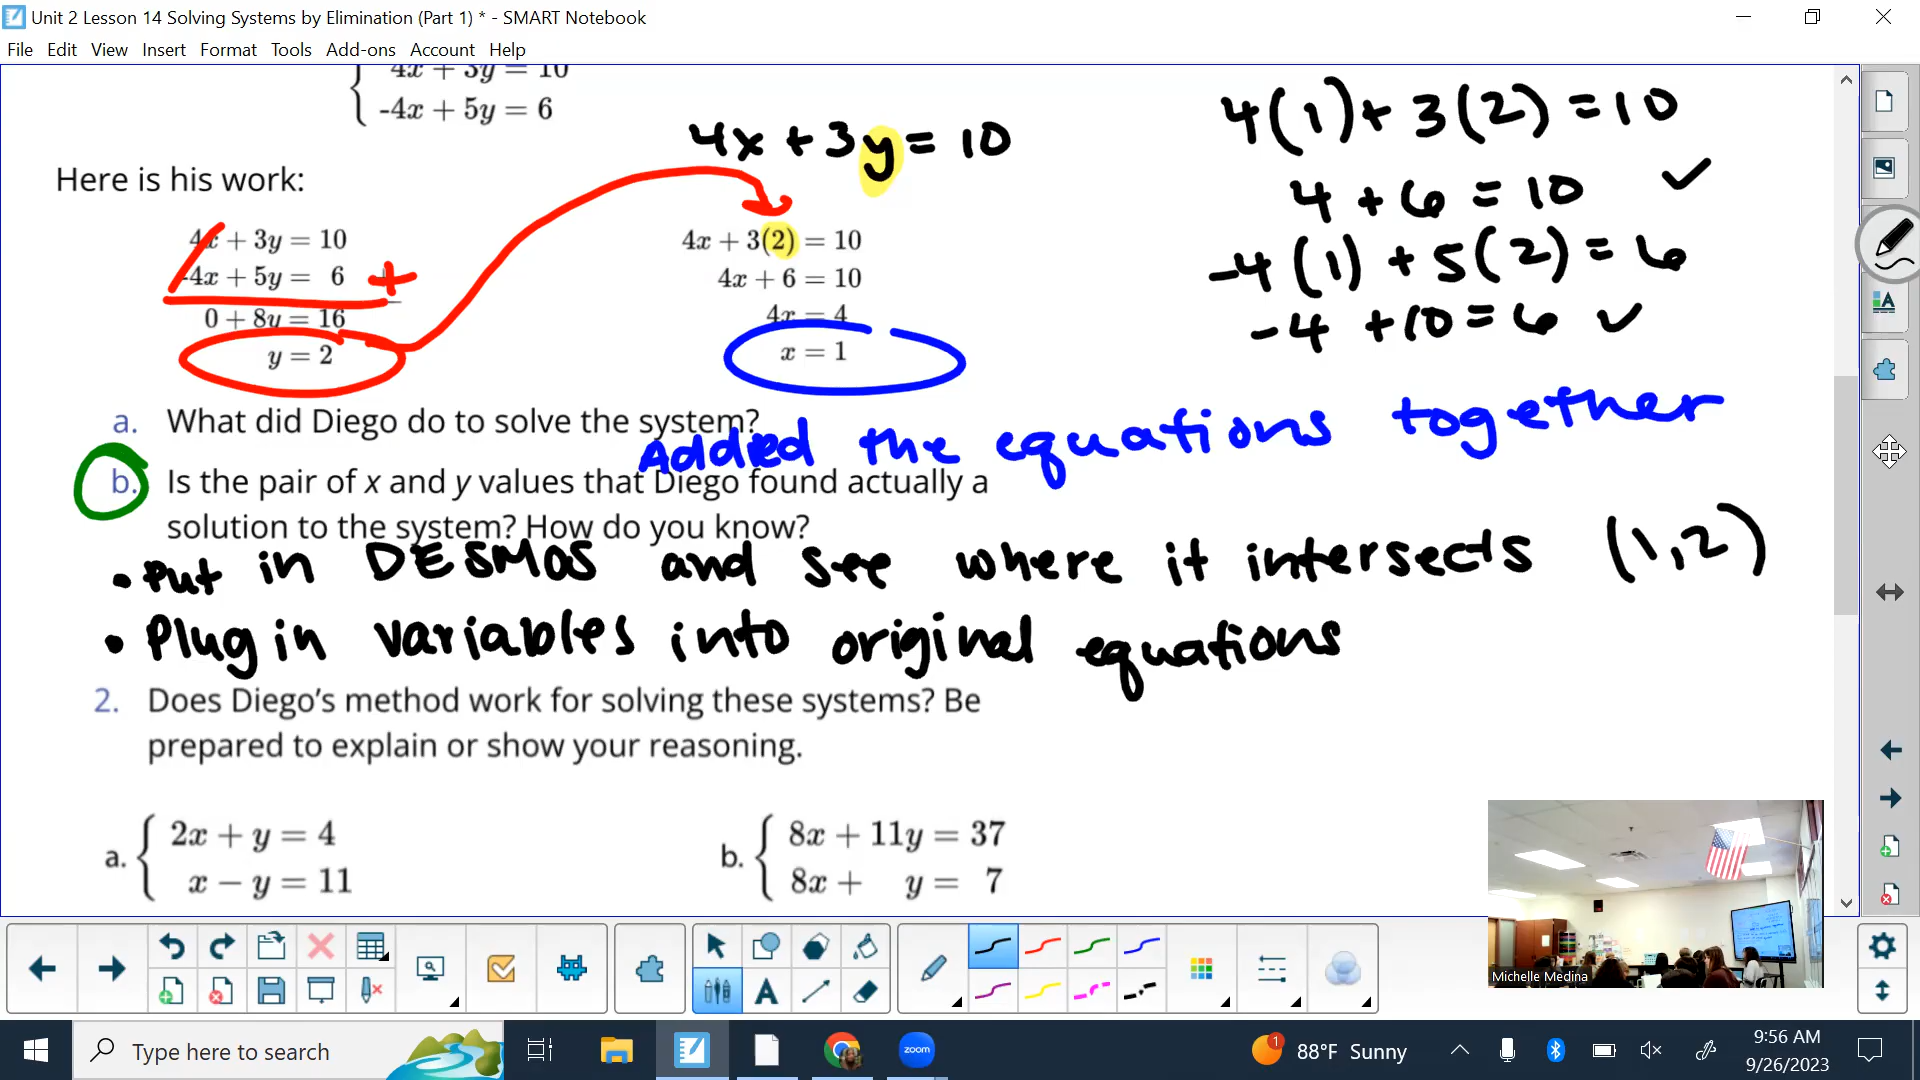 Unit 2 Lesson 14 Solving Systems by Elimination (Part 1) * - SMART Notebook
File Edit View Insert Format Tools Add-ons Account Help
4x + 3y = 10
-4x + 5y = 6
4x + 3y = 10
4(1) + 3(2) = 10
4 + 6 = 10 ✓
-4(1) + 5(2) = 6
-4 + 10 = 6 ✓
Here is his work:
4x + 3y = 10
-4x + 5y = 6 +
0 + 8y = 16
y = 2
4x + 3(2) = 10
4x + 6 = 10
4x = 4
x = 1
a. What did Diego do to solve the system?
Added the equations together
b. Is the pair of x and y values that Diego found actually a
solution to the system? How do you know?
• Put in DESMOS and see where it intersects (1,2)
• Plug in variables into original equations
2. Does Diego's method work for solving these systems? Be
prepared to explain or show your reasoning.
a. 2x + y = 4
x − y = 11
b. 8x + 11y = 37
8x + y = 7
Michelle Medina
A
A
Type here to search
zoom
1
88°F Sunny
9:56 AM
9/26/2023